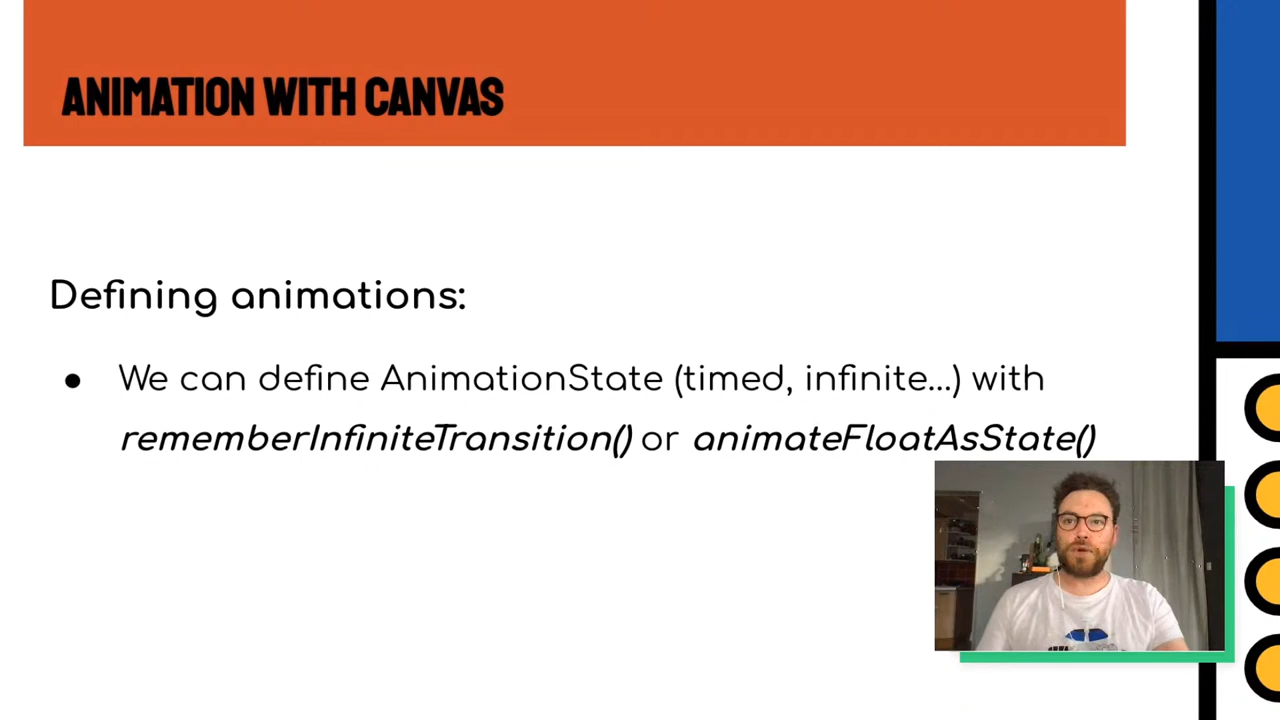 ANIMATION WITH CANVAS
Defining animations:
● We can define AnimationState (timed, infinite...) with
rememberInfiniteTransition() or animateFloatAsState()